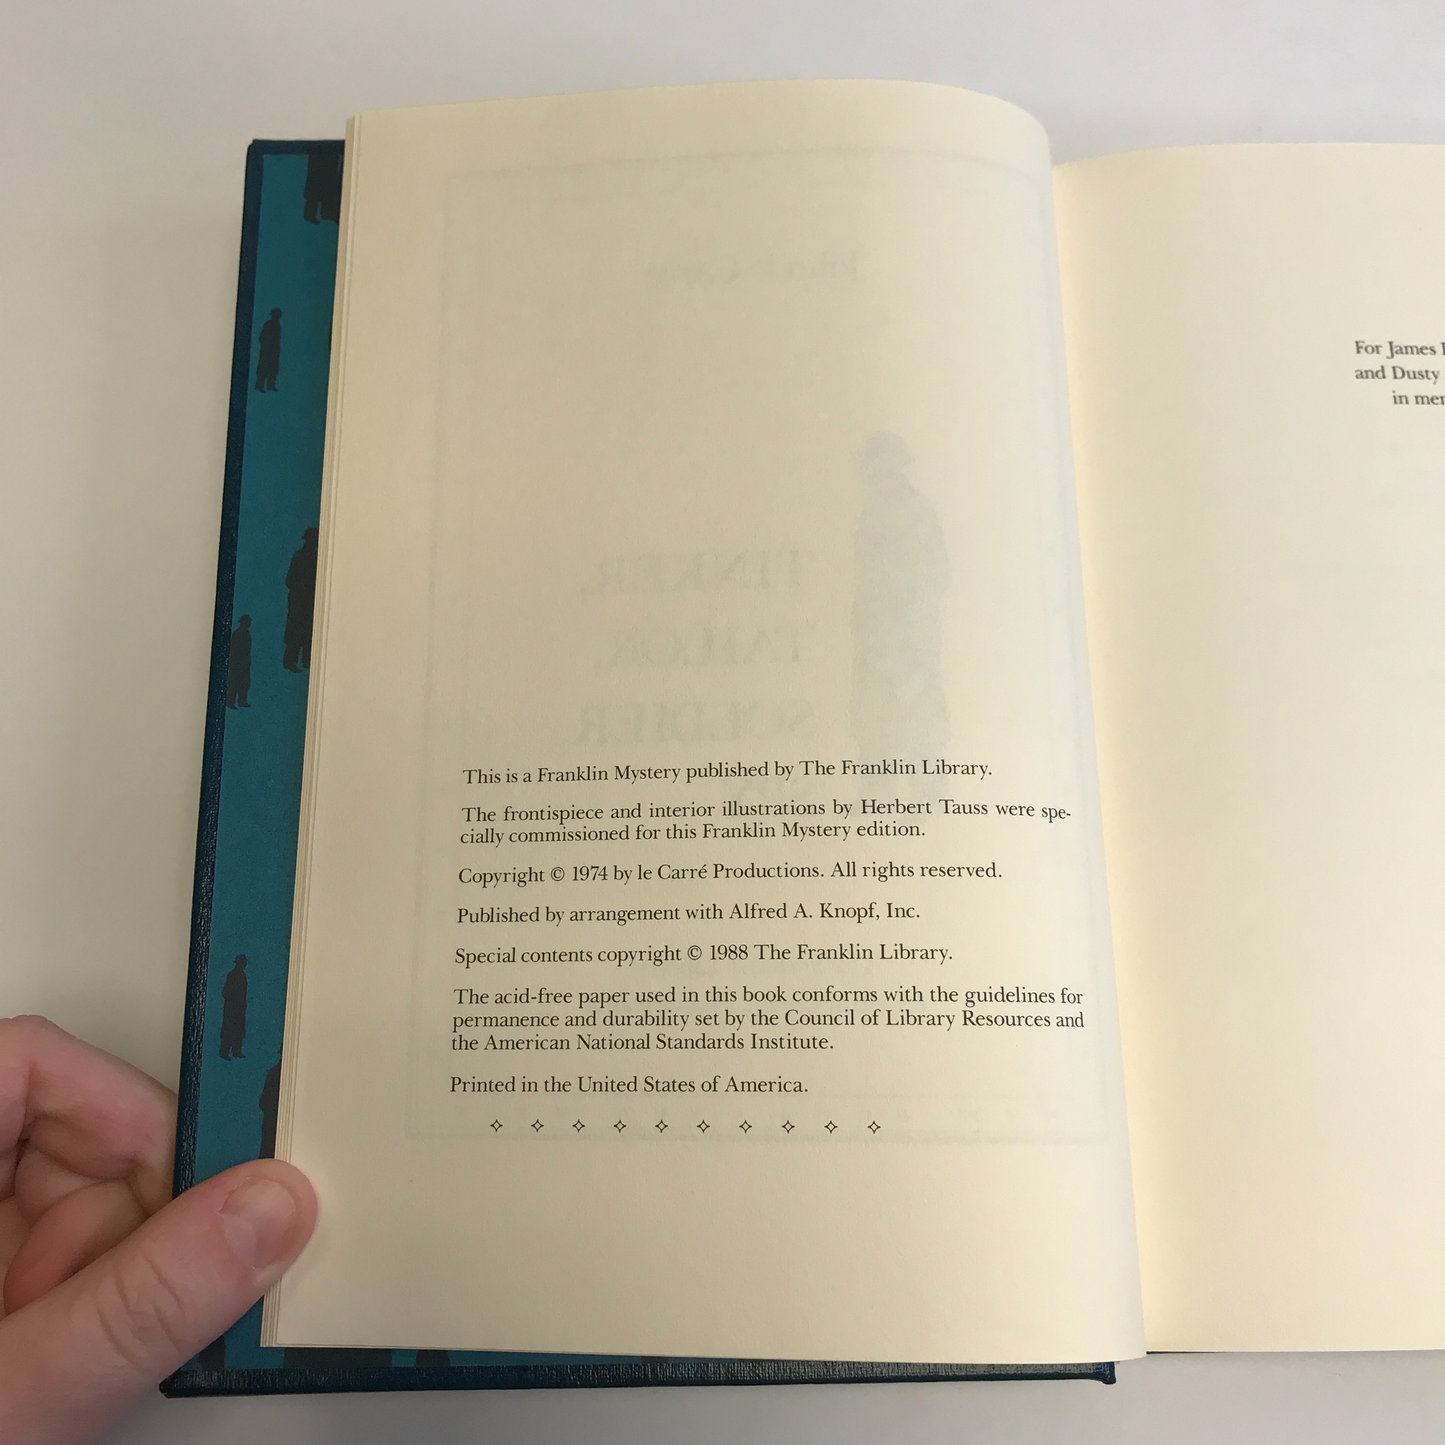 This is a Franklin Mystery published by The Franklin Library.
The frontispiece and interior illustrations by Herbert Tauss were spe-
cially commissioned for this Franklin Mystery edition.
Copyright © 1974 by le Carré Productions. All rights reserved.
Published by arrangement with Alfred A. Knopf, Inc.
Special contents copyright © 1988 The Franklin Library.
The acid-free paper used in this book conforms with the guidelines for
permanence and durability set by the Council of Library Resources and
the American National Standards Institute.
Printed in the United States of America.
For James
and Dusty
in
TINKER,
TAILOR,
SOLDIER,